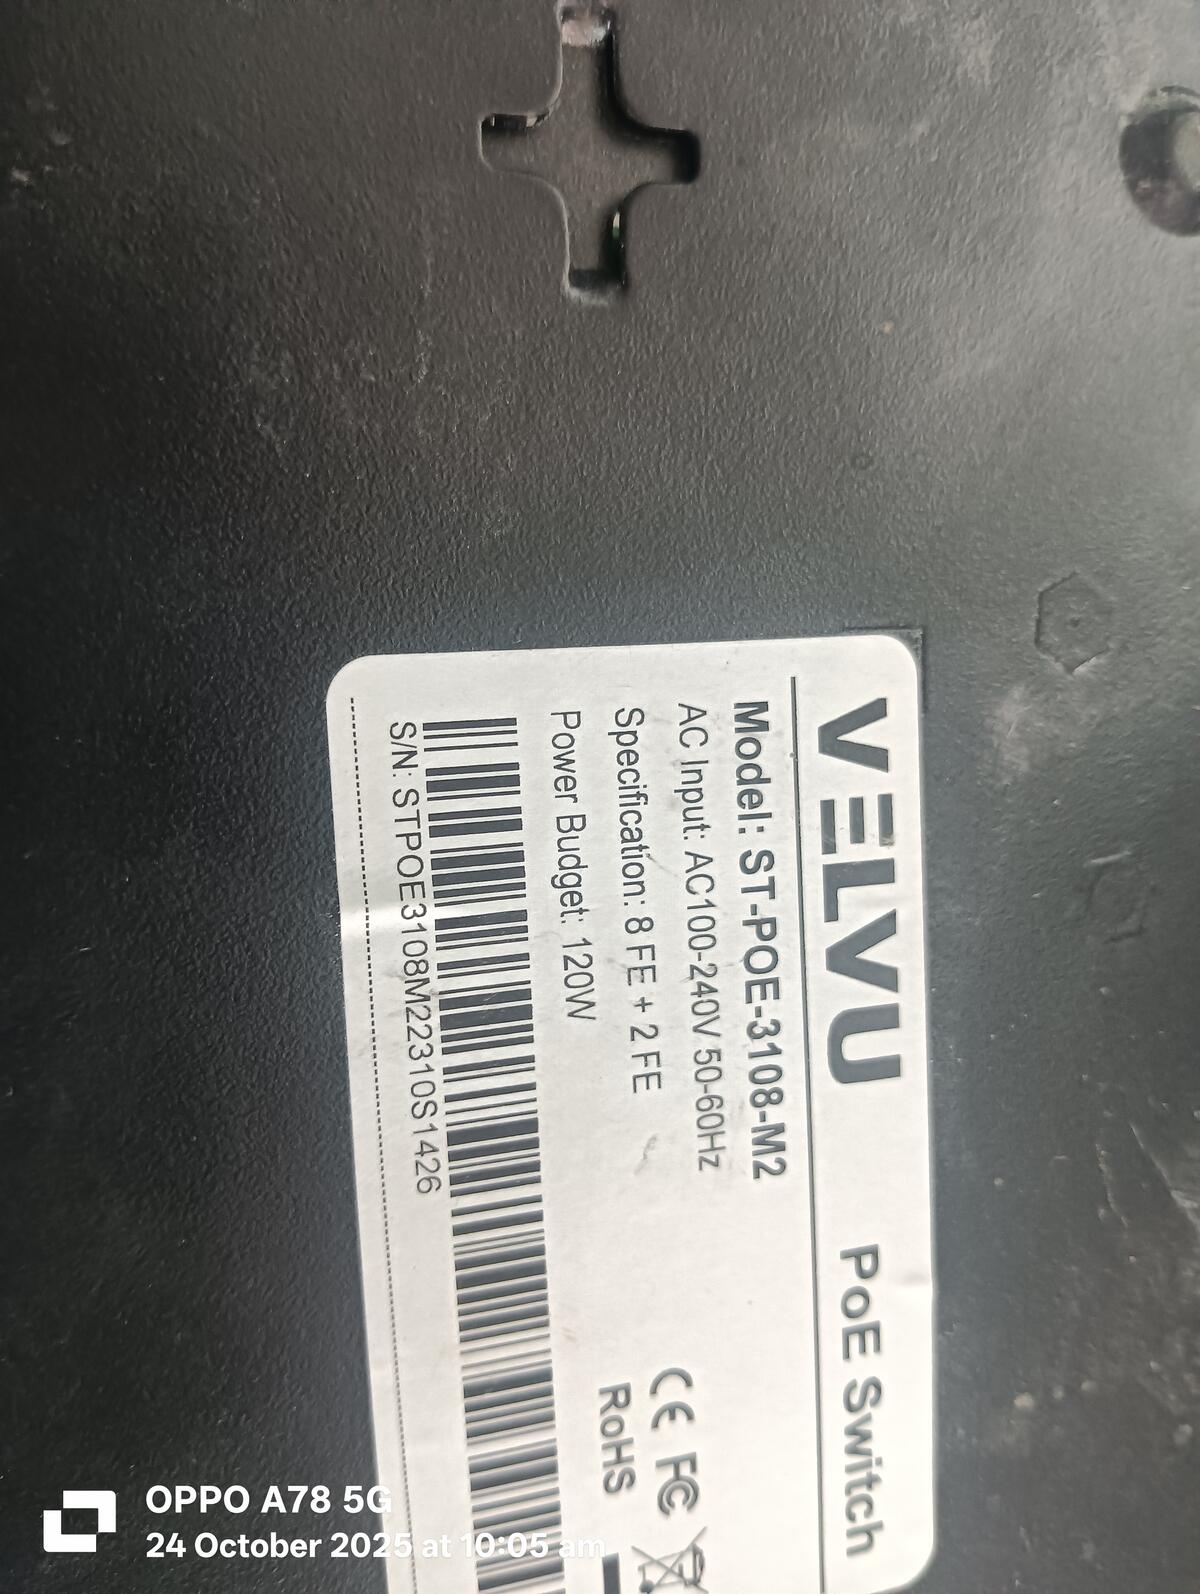 VELVU PoE Switch
Model: ST-POE-3108-M2
AC Input: AC100-240V 50-60Hz
Specification: 8 FE + 2 FE
Power Budget: 120W
CE FC
RoHS
S/N: STPOE3108M22310S1426
OPPO A78 5G
24 October 2025 at 10:05 am